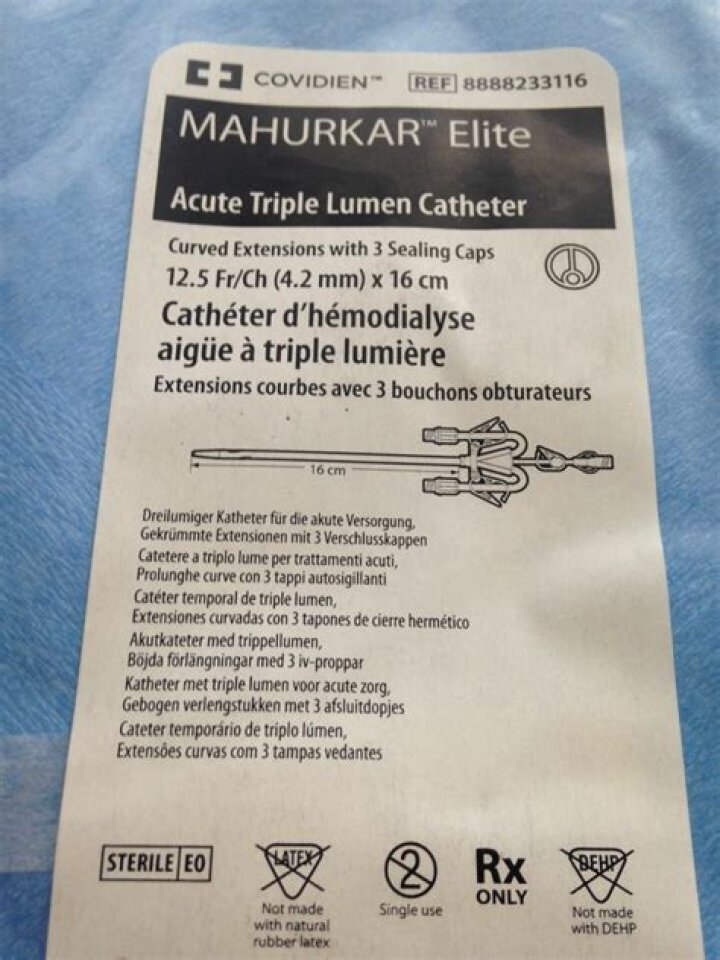 COVIDIEN™ REF 8888233116
MAHURKAR™ Elite
Acute Triple Lumen Catheter
Curved Extensions with 3 Sealing Caps
12.5 Fr/Ch (4.2 mm) x 16 cm
Cathéter d’hémodialyse
aigüe à triple lumière
Extensions courbes avec 3 bouchons obturateurs
16 cm
Dreilumiger Katheter für die akute Versorgung,
Gekrümmte Extensionen mit 3 Verschlusskappen
Catetere a triplo lume per trattamenti acuti,
Prolunghe curve con 3 tappi autosigillanti
Catéter temporal de triple lumen,
Extensiones curvadas con 3 tapones de cierre hermético
Akutkateter med trippellumen,
Böjda förlängningar med 3 iv-proppar
Katheter met triple lumen voor acute zorg,
Gebogen verlengstukken met 3 afsluitdopjes
Cateter temporário de triplo lúmen,
Extensões curvas com 3 tampas vedantes
STERILE EO
LATEX
Not made
with natural
rubber latex
2
Single use
Rx
ONLY
DEHP
Not made
with DEHP